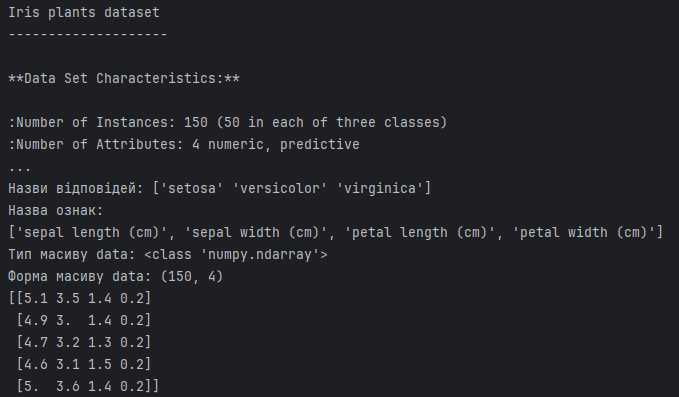 Iris plants dataset
--------------------
**Data Set Characteristics:**
:Number of Instances: 150 (50 in each of three classes)
:Number of Attributes: 4 numeric, predictive
...
Назви відповідей: ['setosa' 'versicolor' 'virginica']
Назва ознак:
['sepal length (cm)', 'sepal width (cm)', 'petal length (cm)', 'petal width (cm)']
Тип масиву data: <class 'numpy.ndarray'>
Форма масиву data: (150, 4)
[[5.1 3.5 1.4 0.2]
 [4.9 3.  1.4 0.2]
 [4.7 3.2 1.3 0.2]
 [4.6 3.1 1.5 0.2]
 [5.  3.6 1.4 0.2]]